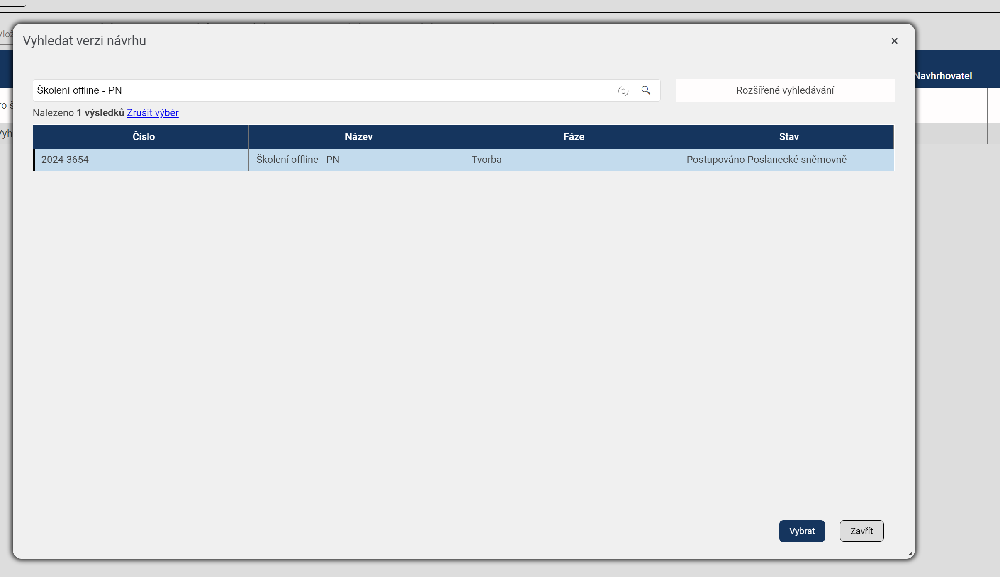 Vyhledat verzi návrhu
Navhrhovatel
Školení offline - PN
Rozšířené vyhledávání
Nalezeno 1 výsledků Zrušit výběr
Číslo Název Fáze Stav
2024-3654 Školení offline - PN Tvorba Postupováno Poslanecké sněmovně
Vybrat Zavřít